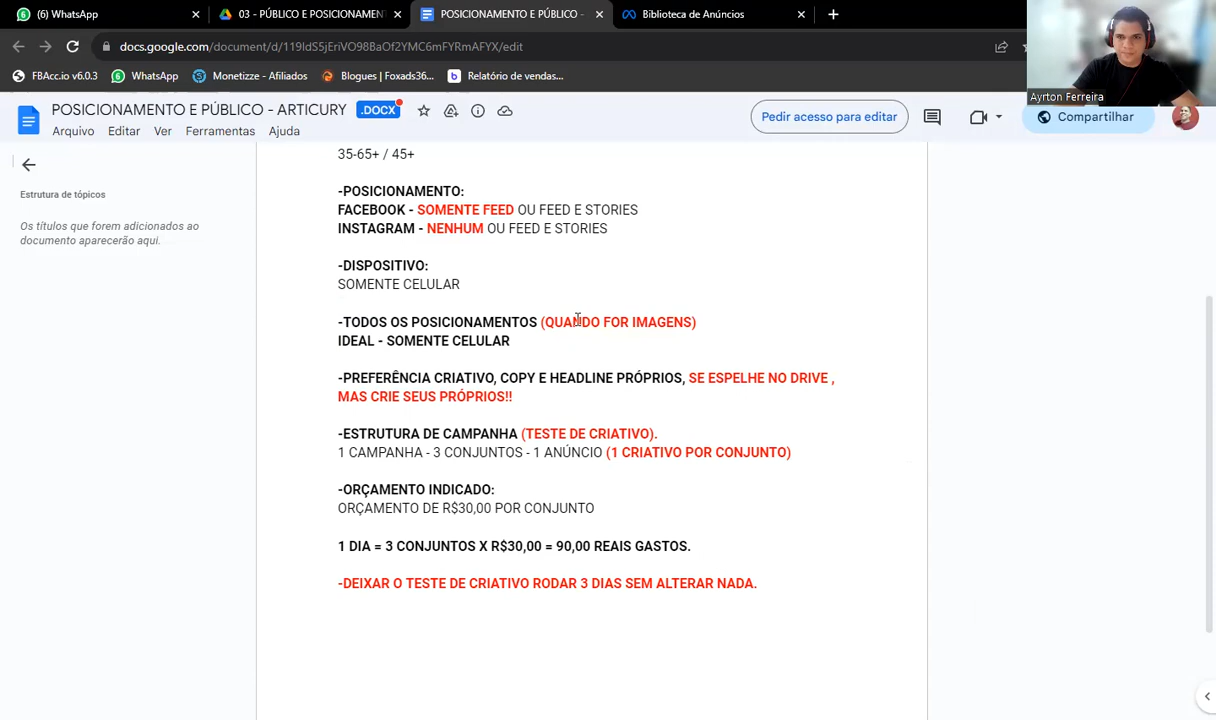 (6) WhatsApp
03 - PÚBLICO E POSICIONAMEN
POSICIONAMENTO E PÚBLICO -
Biblioteca de Anúncios
docs.google.com/document/d/119IdS5jEriVO98BaOf2YMC6mFYRmAFYX/edit
FBAcc.io v6.0.3
WhatsApp
Monetizze - Afiliados
Blogues | Foxads36...
Relatório de vendas...
Ayrton Ferreira
POSICIONAMENTO E PÚBLICO - ARTICURY
.DOCX
Pedir acesso para editar
Compartilhar
Arquivo Editar Ver Ferramentas Ajuda
Estrutura de tópicos
Os títulos que forem adicionados ao
documento aparecerão aqui.
35-65+ / 45+
-POSICIONAMENTO:
FACEBOOK - SOMENTE FEED OU FEED E STORIES
INSTAGRAM - NENHUM OU FEED E STORIES
-DISPOSITIVO:
SOMENTE CELULAR
-TODOS OS POSICIONAMENTOS (QUANDO FOR IMAGENS)
IDEAL - SOMENTE CELULAR
-PREFERÊNCIA CRIATIVO, COPY E HEADLINE PRÓPRIOS, SE ESPELHE NO DRIVE ,
MAS CRIE SEUS PRÓPRIOS!!
-ESTRUTURA DE CAMPANHA (TESTE DE CRIATIVO).
1 CAMPANHA - 3 CONJUNTOS - 1 ANÚNCIO (1 CRIATIVO POR CONJUNTO)
-ORÇAMENTO INDICADO:
ORÇAMENTO DE R$30,00 POR CONJUNTO
1 DIA = 3 CONJUNTOS X R$30,00 = 90,00 REAIS GASTOS.
-DEIXAR O TESTE DE CRIATIVO RODAR 3 DIAS SEM ALTERAR NADA.